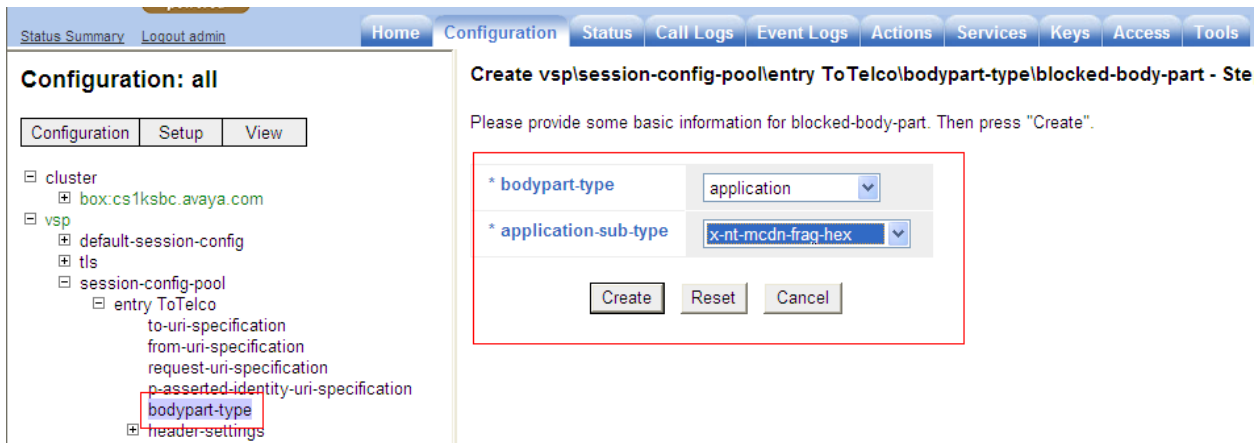 Status Summary Logout admin
Home Configuration Status Call Logs Event Logs Actions Services Keys Access Tools
Configuration: all
Configuration Setup View
cluster
box:cs1ksbc.avaya.com
vsp
default-session-config
tls
session-config-pool
entry ToTelco
to-uri-specification
from-uri-specification
request-uri-specification
p-asserted-identity-uri-specification
bodypart-type
header-settings
Create vsp\session-config-pool\entry ToTelco\bodypart-type\blocked-body-part - Ste
Please provide some basic information for blocked-body-part. Then press "Create".
* bodypart-type application
* application-sub-type x-nt-mcdn-frag-hex
Create Reset Cancel